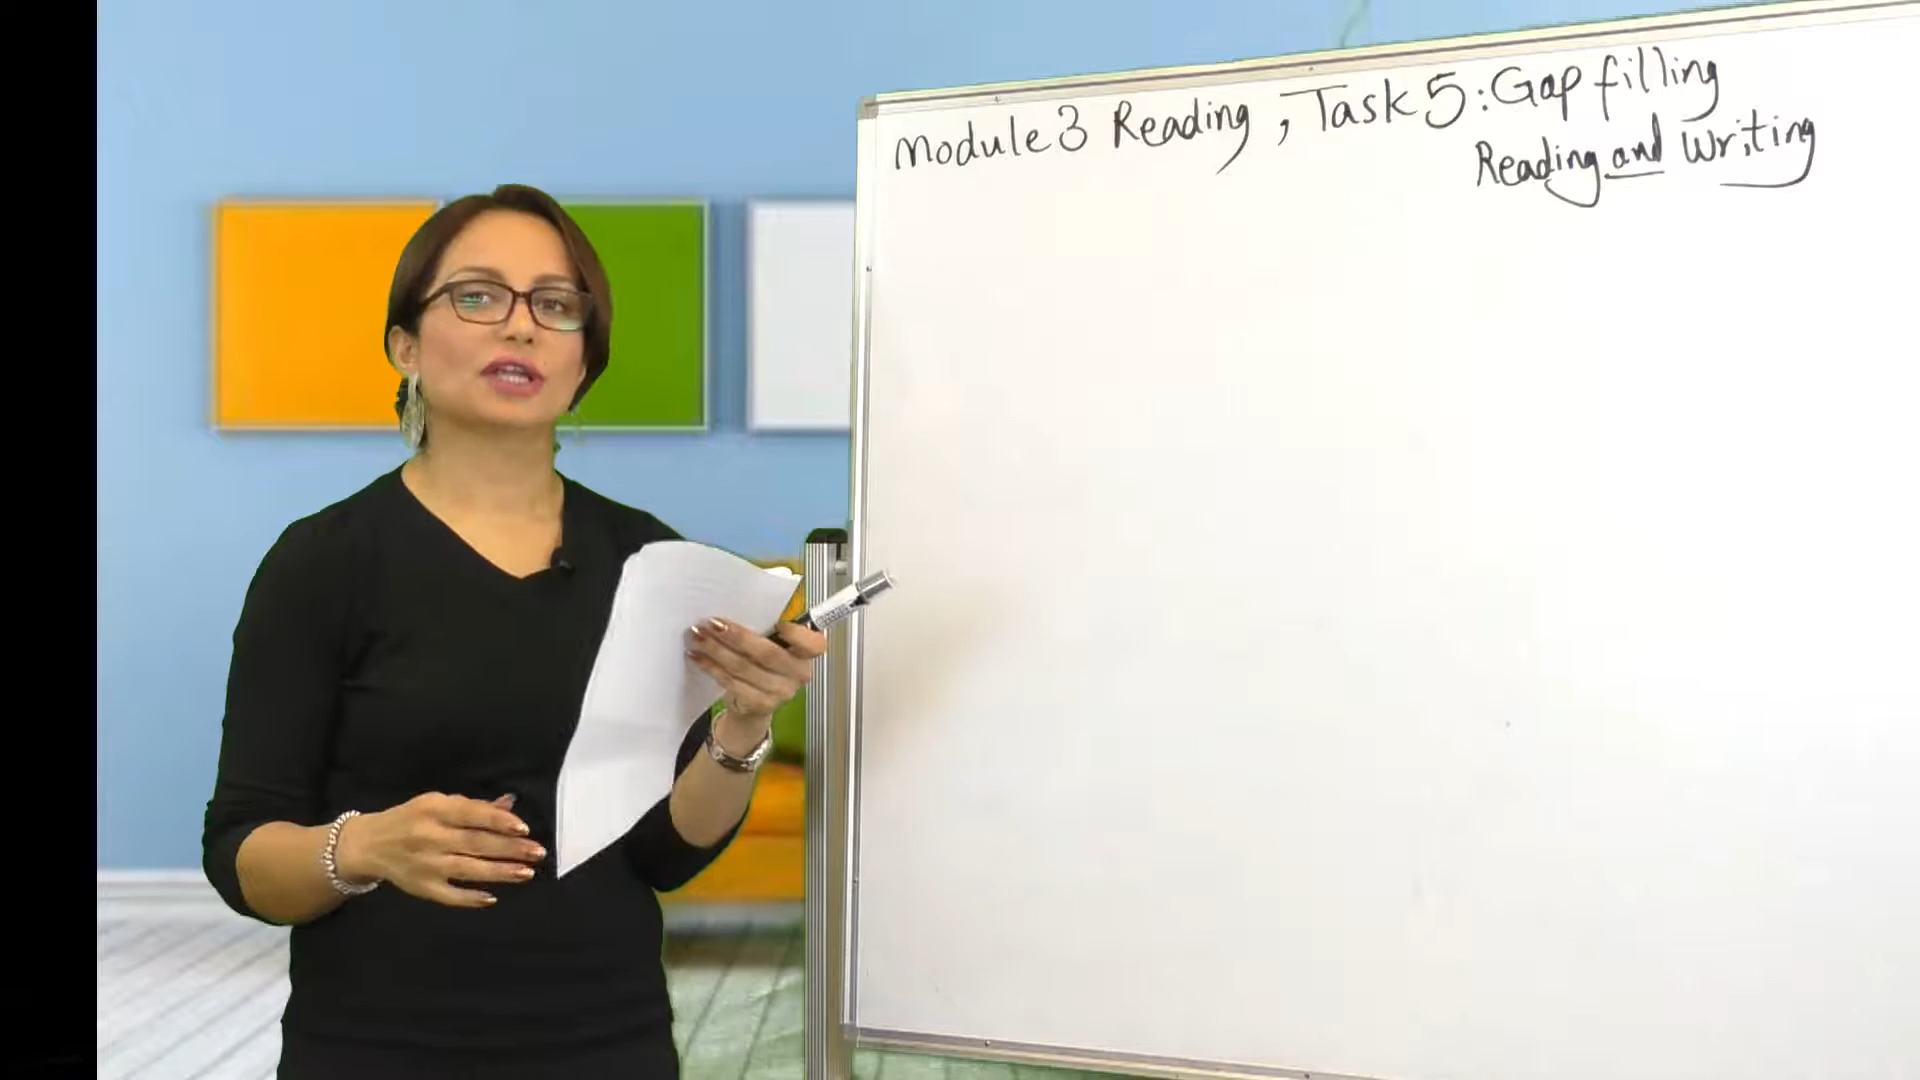 Module 3 Reading, Task 5: Gap filling
Reading and Writing